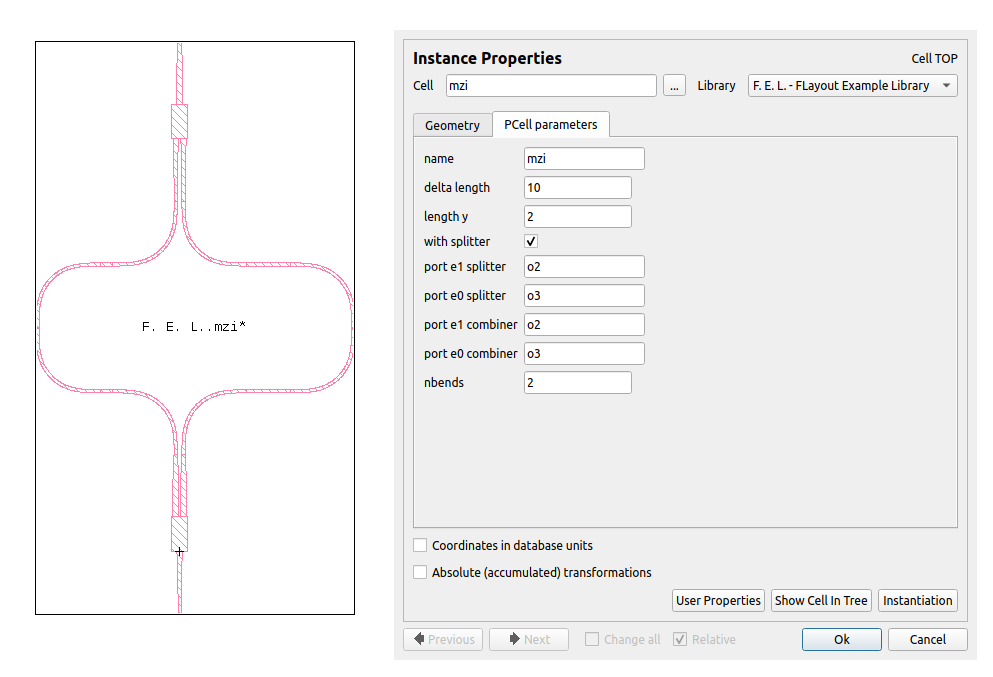 F. E. L..mzi*
Instance Properties
Cell TOP
Cell mzi ... Library F. E. L. - FLayout Example Library
Geometry PCell parameters
name mzi
delta length 10
length y 2
with splitter
port e1 splitter o2
port e0 splitter o3
port e1 combiner o2
port e0 combiner o3
nbends 2
Coordinates in database units
Absolute (accumulated) transformations
User Properties Show Cell In Tree Instantiation
Previous Next Change all Relative Ok Cancel